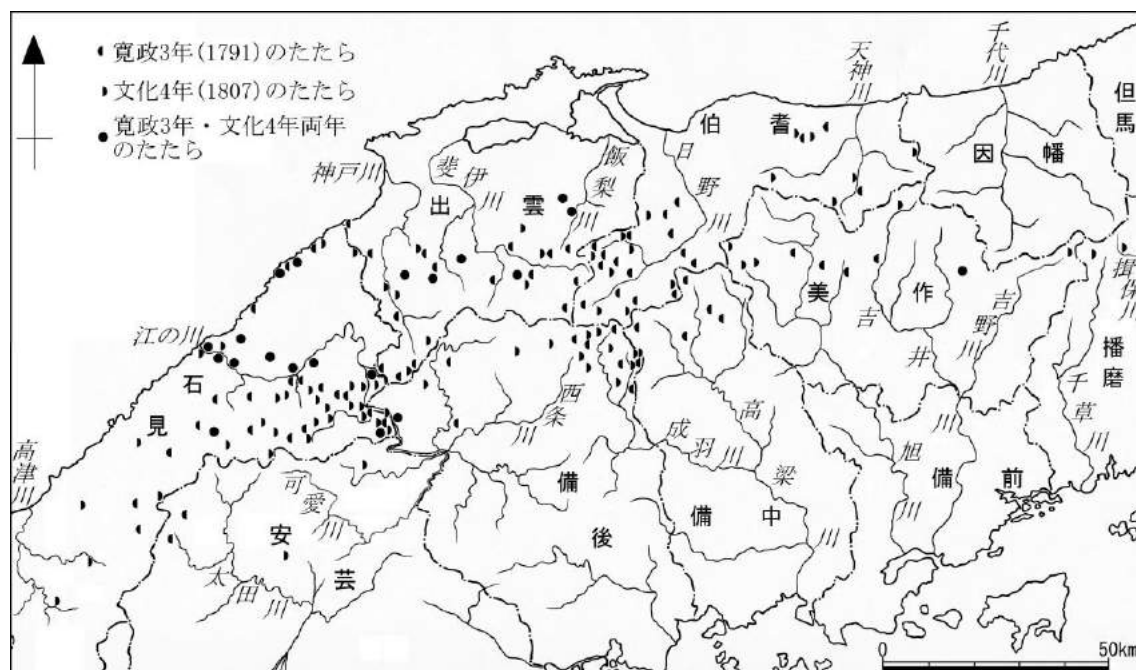 寛政3年(1791)のたたら
文化4年(1807)のたたら
寛政3年・文化4年両年
のたたら
千代川
天神川
但馬
伯耆
因幡
日野川
飯梨川
斐伊川
神戸川
出雲
揖保川
美作
吉野川
吉井川
江の川
播磨
千草川
石見
西条川
高梁川
成羽川
旭川
備前
高津川
可愛川
備後
備中
安芸
太田川
0
50km